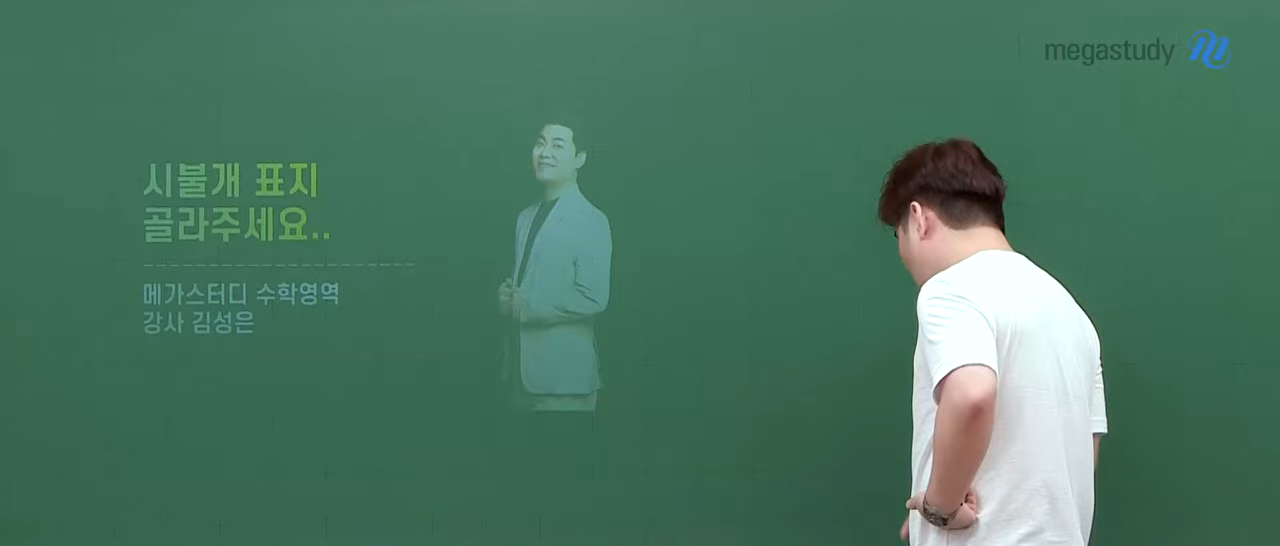 megastudy
시불개 표지
골라주세요..
메가스터디 수학영역
강사 김성은